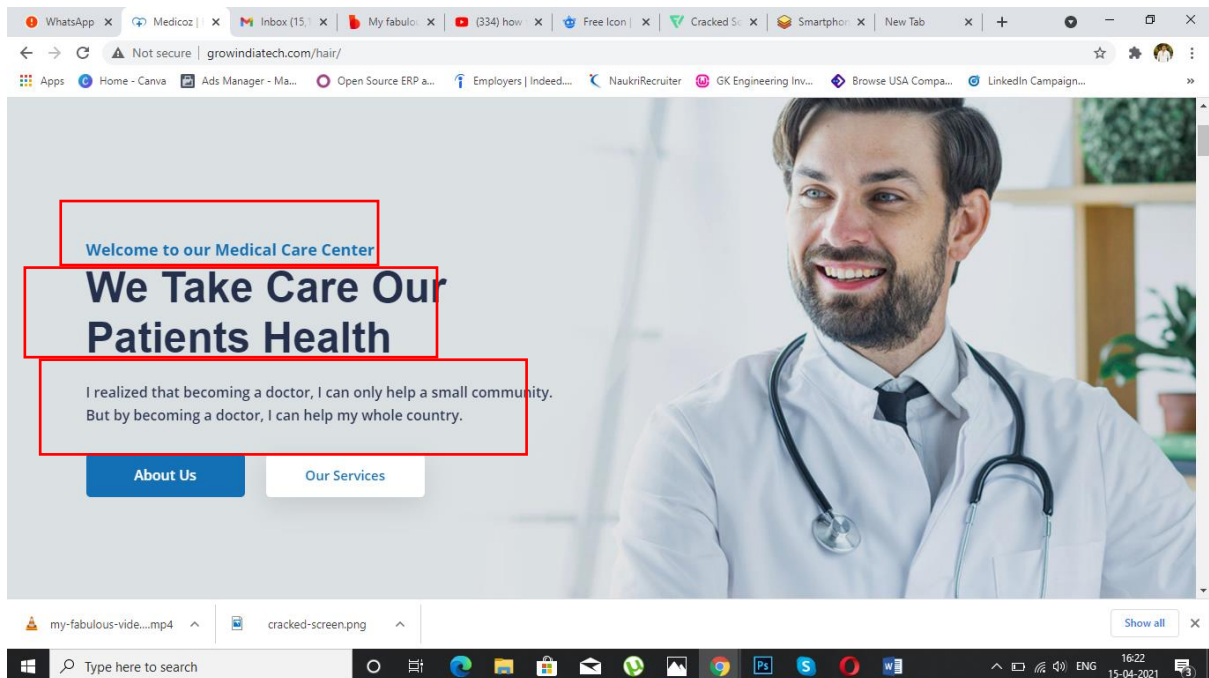 WhatsApp
Medicoz |
Inbox (15,
My fabulo
(334) how
Free Icon |
Cracked Sc
Smartphon
New Tab
Not secure | growindiatech.com/hair/
Apps
Home - Canva
Ads Manager - Ma...
Open Source ERP a...
Employers | Indeed....
NaukriRecruiter
GK Engineering Inv...
Browse USA Compa...
LinkedIn Campaign...
»
Welcome to our Medical Care Center
We Take Care Our
Patients Health
I realized that becoming a doctor, I can only help a small community.
But by becoming a doctor, I can help my whole country.
About Us
Our Services
my-fabulous-vide....mp4
cracked-screen.png
Show all
Type here to search
Ps
S
W
ENG
16:22
15-04-2021
3